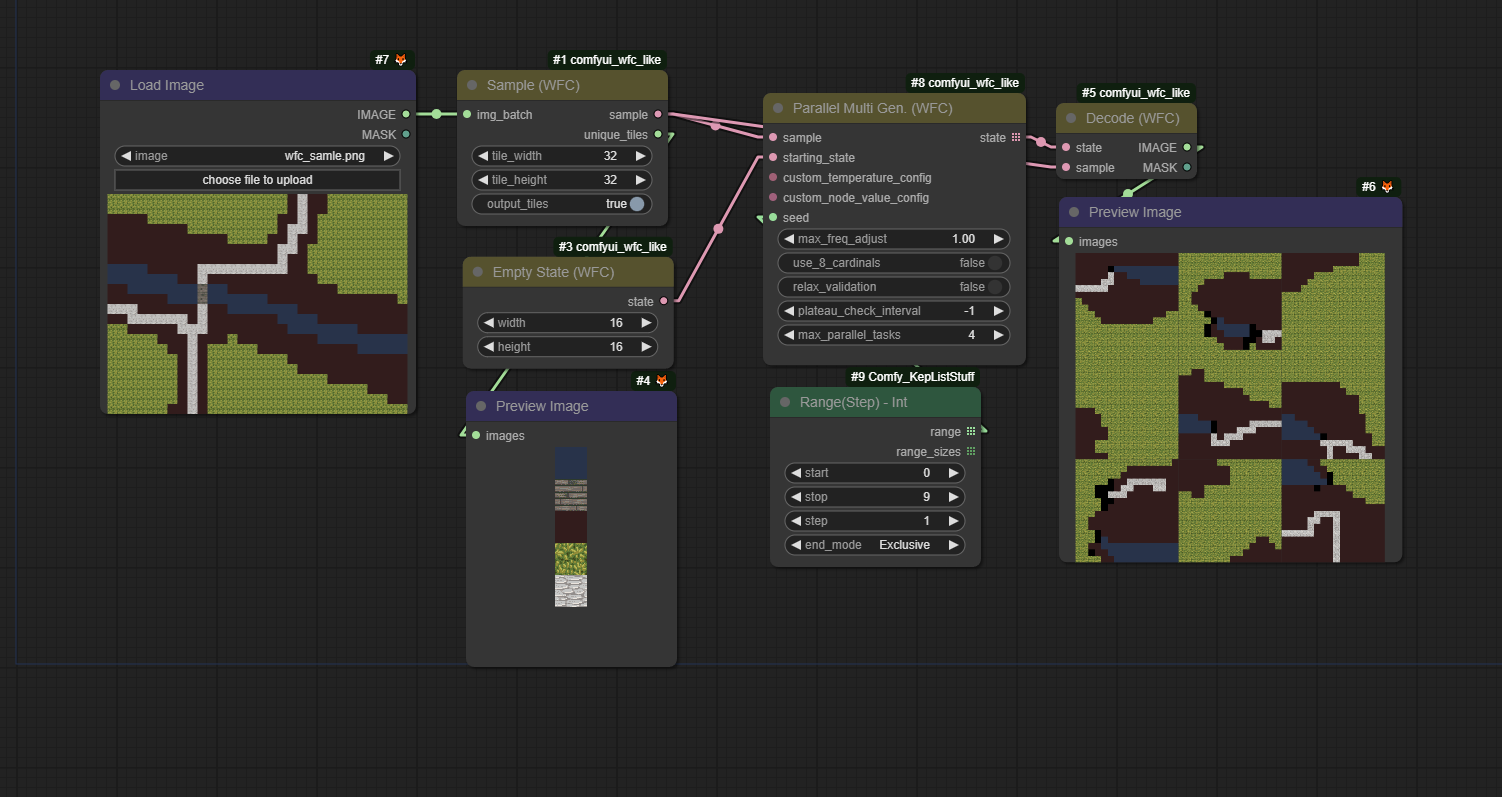 #7
Load Image
IMAGE
MASK
image wfc_samle.png
choose file to upload
#1 comfyui_wfc_like
Sample (WFC)
img_batch sample
unique_tiles
tile_width 32
tile_height 32
output_tiles true
#3 comfyui_wfc_like
Empty State (WFC)
state
width 16
height 16
#4
Preview Image
images
#8 comfyui_wfc_like
Parallel Multi Gen. (WFC)
sample state
starting_state
custom_temperature_config
custom_node_value_config
seed
max_freq_adjust 1.00
use_8_cardinals false
relax_validation false
plateau_check_interval -1
max_parallel_tasks 4
#9 Comfy_KepListStuff
Range(Step) - Int
range
range_sizes
start 0
stop 9
step 1
end_mode Exclusive
#5 comfyui_wfc_like
Decode (WFC)
state IMAGE
sample MASK
#6
Preview Image
images